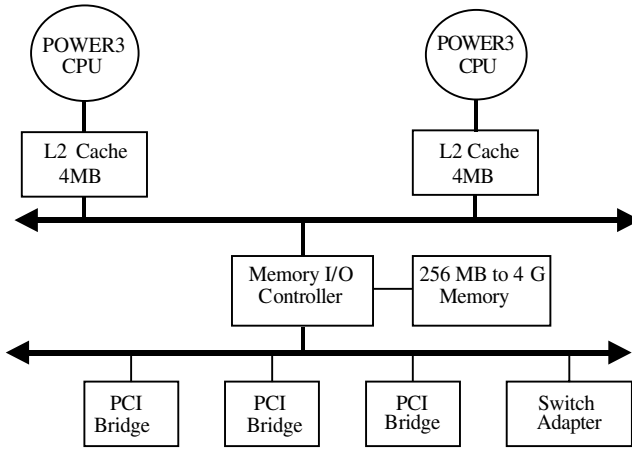 POWER3
CPU
POWER3
CPU
L2 Cache
4MB
L2 Cache
4MB
Memory I/O
Controller
256 MB to 4 G
Memory
PCI
Bridge
PCI
Bridge
PCI
Bridge
Switch
Adapter